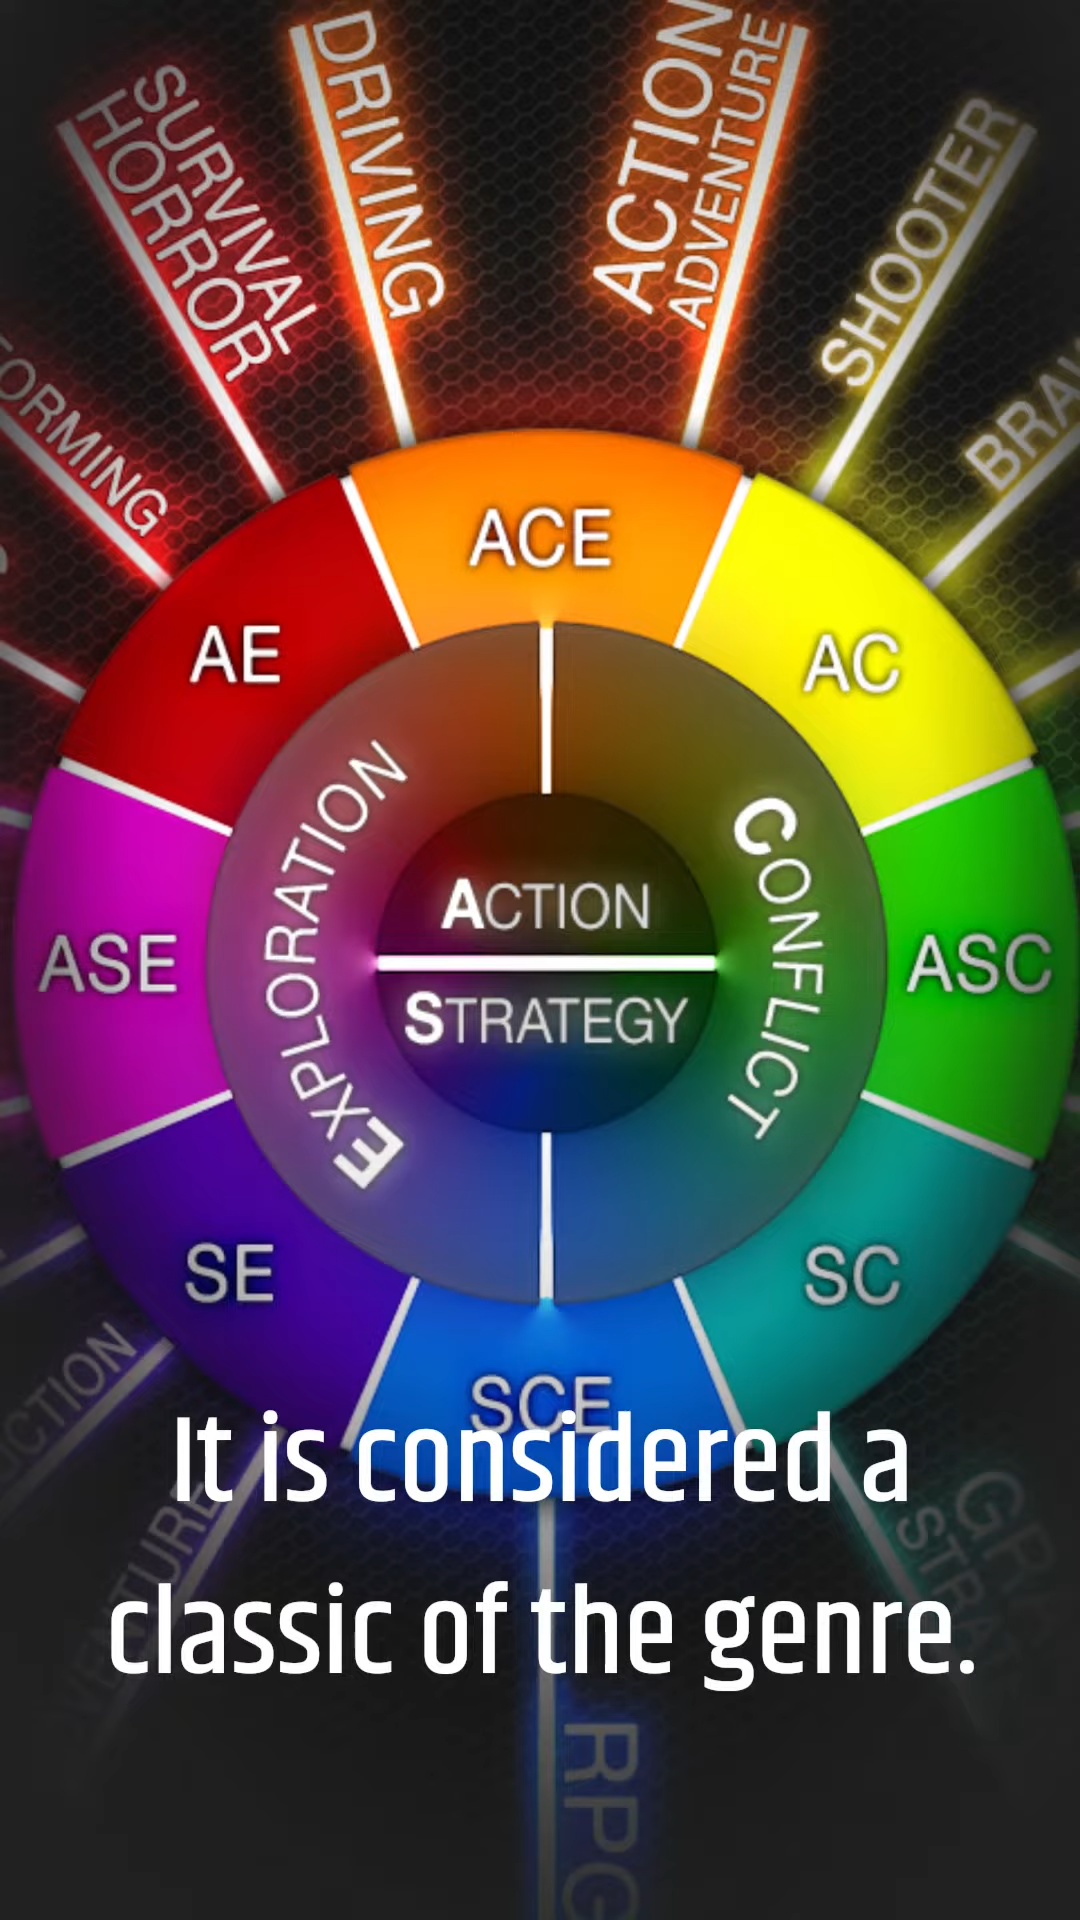 DRIVING
ACTION
ADVENTURE
SURVIVAL
HORROR
SHOOTER
ACE
AE
AC
EXPLORATION
CONFLICT
ACTION
STRATEGY
ASE
ASC
SE
SC
SCE
It is considered a
classic of the genre.
RPG